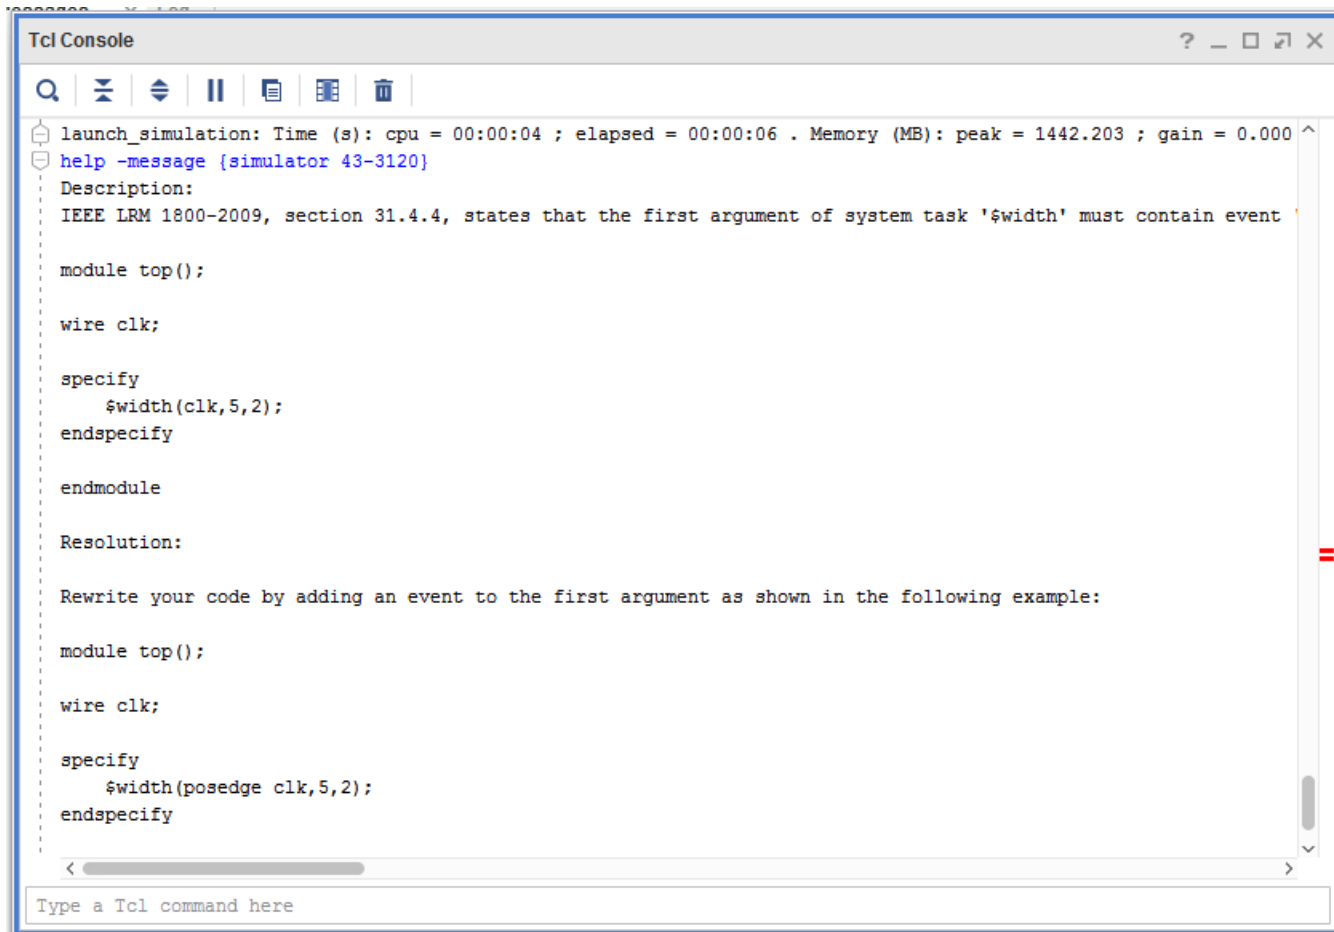 Tcl Console
launch_simulation: Time (s): cpu = 00:00:04 ; elapsed = 00:00:06 . Memory (MB): peak = 1442.203 ; gain = 0.000
help -message {simulator 43-3120}
Description:
IEEE LRM 1800-2009, section 31.4.4, states that the first argument of system task '$width' must contain event '
module top();
wire clk;
specify
$width(clk,5,2);
endspecify
endmodule
Resolution:
Rewrite your code by adding an event to the first argument as shown in the following example:
module top();
wire clk;
specify
$width(posedge clk,5,2);
endspecify
Type a Tcl command here